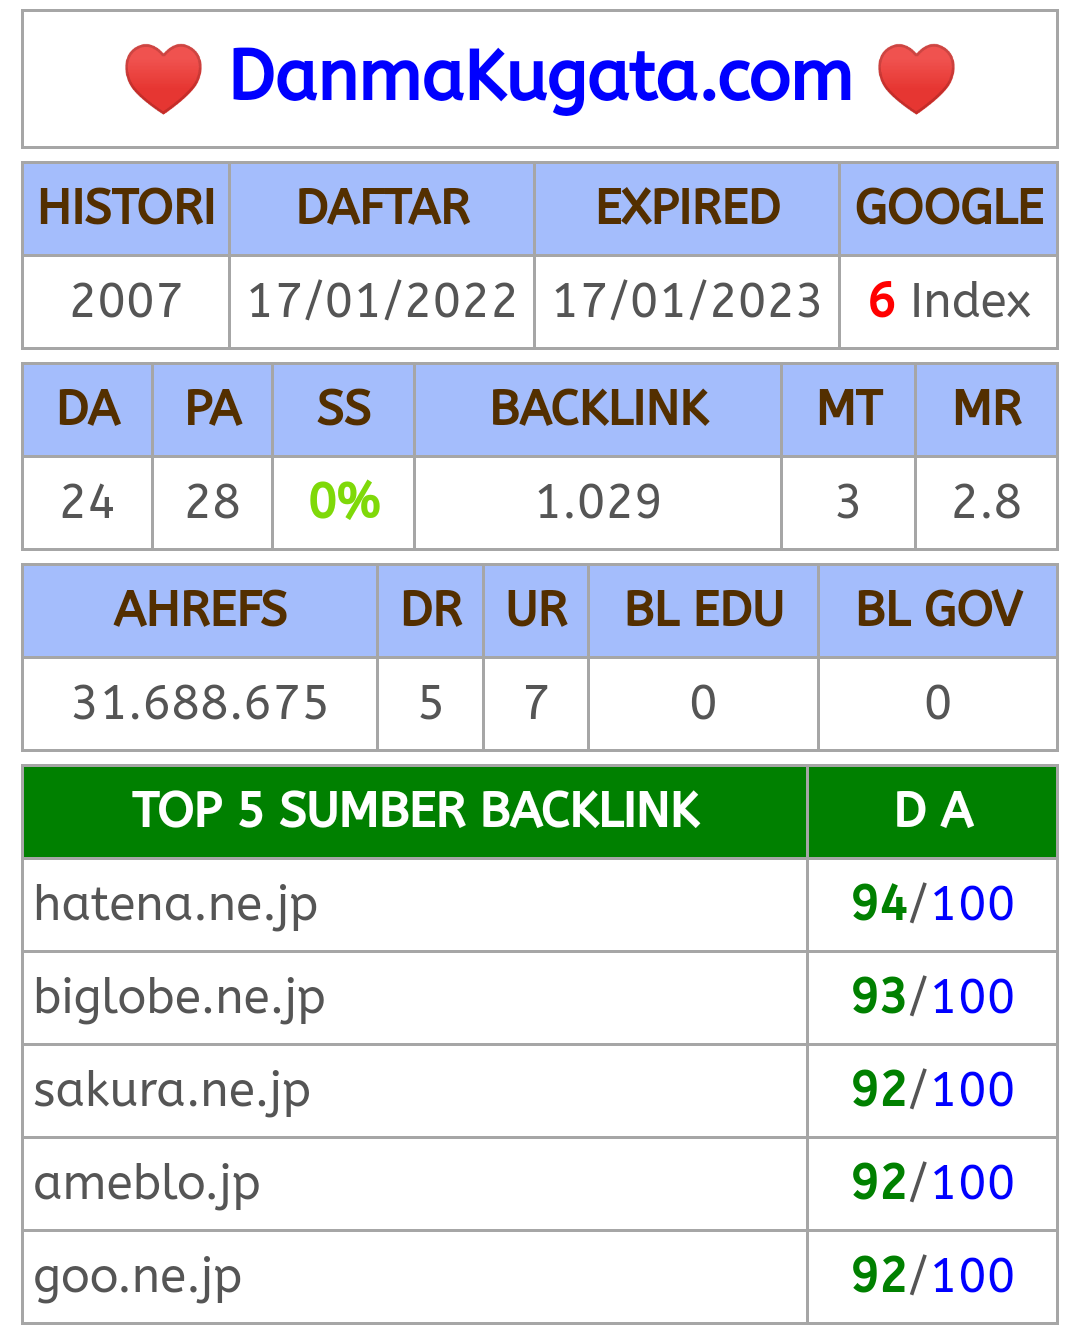 DanmaKugata.com
HISTORI DAFTAR EXPIRED GOOGLE
2007 17/01/2022 17/01/2023 6 Index
DA PA SS BACKLINK MT MR
24 28 0% 1.029 3 2.8
AHREFS DR UR BL EDU BL GOV
31.688.675 5 7 0 0
TOP 5 SUMBER BACKLINK D A
hatena.ne.jp 94/100
biglobe.ne.jp 93/100
sakura.ne.jp 92/100
ameblo.jp 92/100
goo.ne.jp 92/100